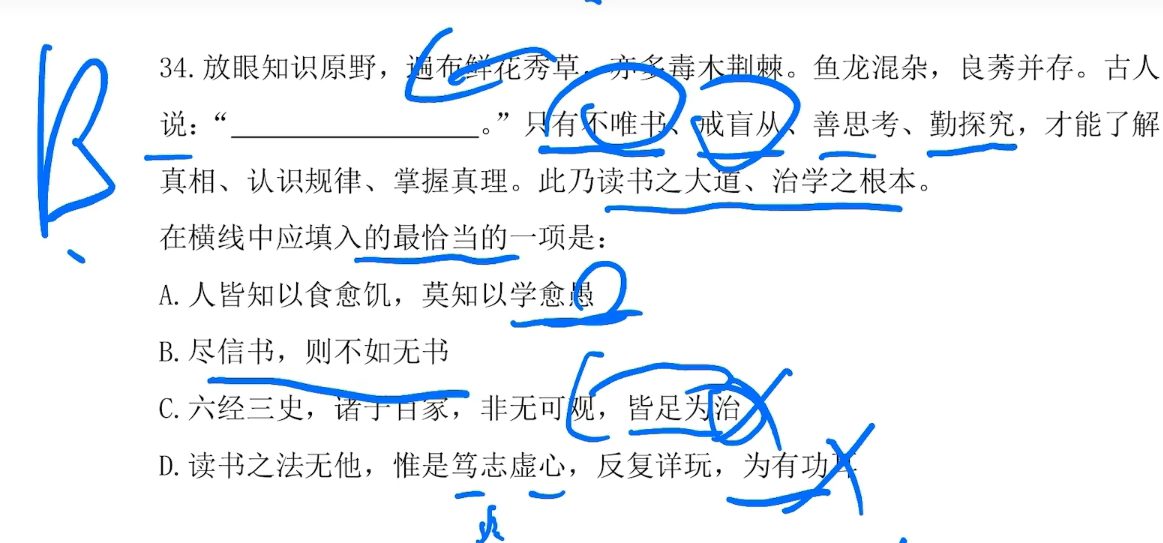 34. 放眼知识原野，遍布鲜花秀草，亦多毒木荆棘。鱼龙混杂，良莠并存。古人
说：“＿＿＿＿＿＿＿＿。”只有不唯书、戒盲从、善思考、勤探究，才能了解
真相、认识规律、掌握真理。此乃读书之大道、治学之根本。
在横线中应填入的最恰当的一项是：
A. 人皆知以食愈饥，莫知以学愈愚
B. 尽信书，则不如无书
C. 六经三史，诸子百家，非无可观，皆足为治
D. 读书之法无他，惟是笃志虚心，反复详玩，为有功耳
B